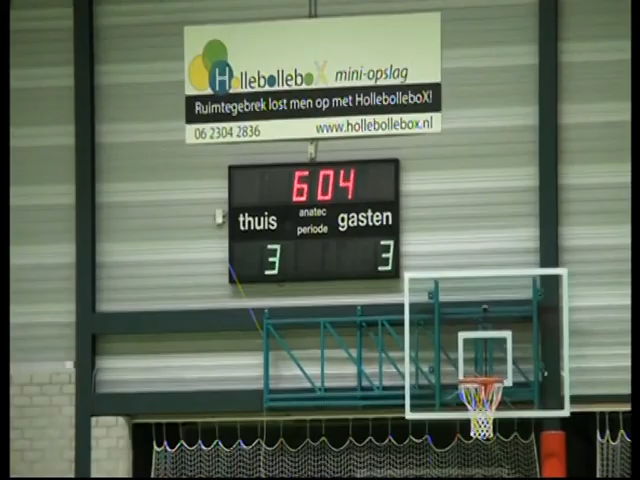 HollebolleboX mini-opslag
Ruimtegebrek lost men op met HollebolleboX!
06 2304 2836 www.hollebollebox.nl
604
thuis anatec gasten
periode
3 3